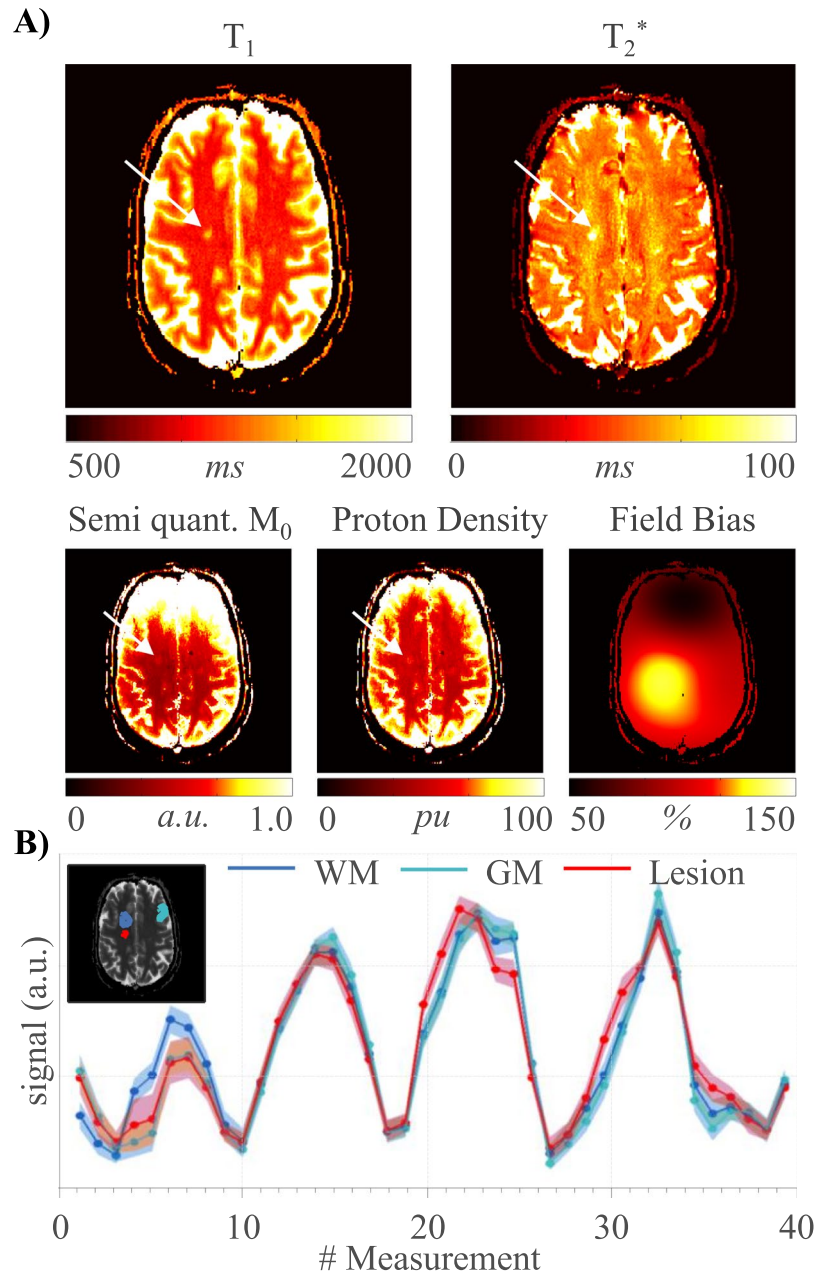 A)
T₁ T₂*
500 ms 2000 0 ms 100
Semi quant. M₀ Proton Density Field Bias
0 a.u. 1.0 0 pu 100 50 % 150
B)
WM GM Lesion
signal (a.u.)
0 10 20 30 40
# Measurement